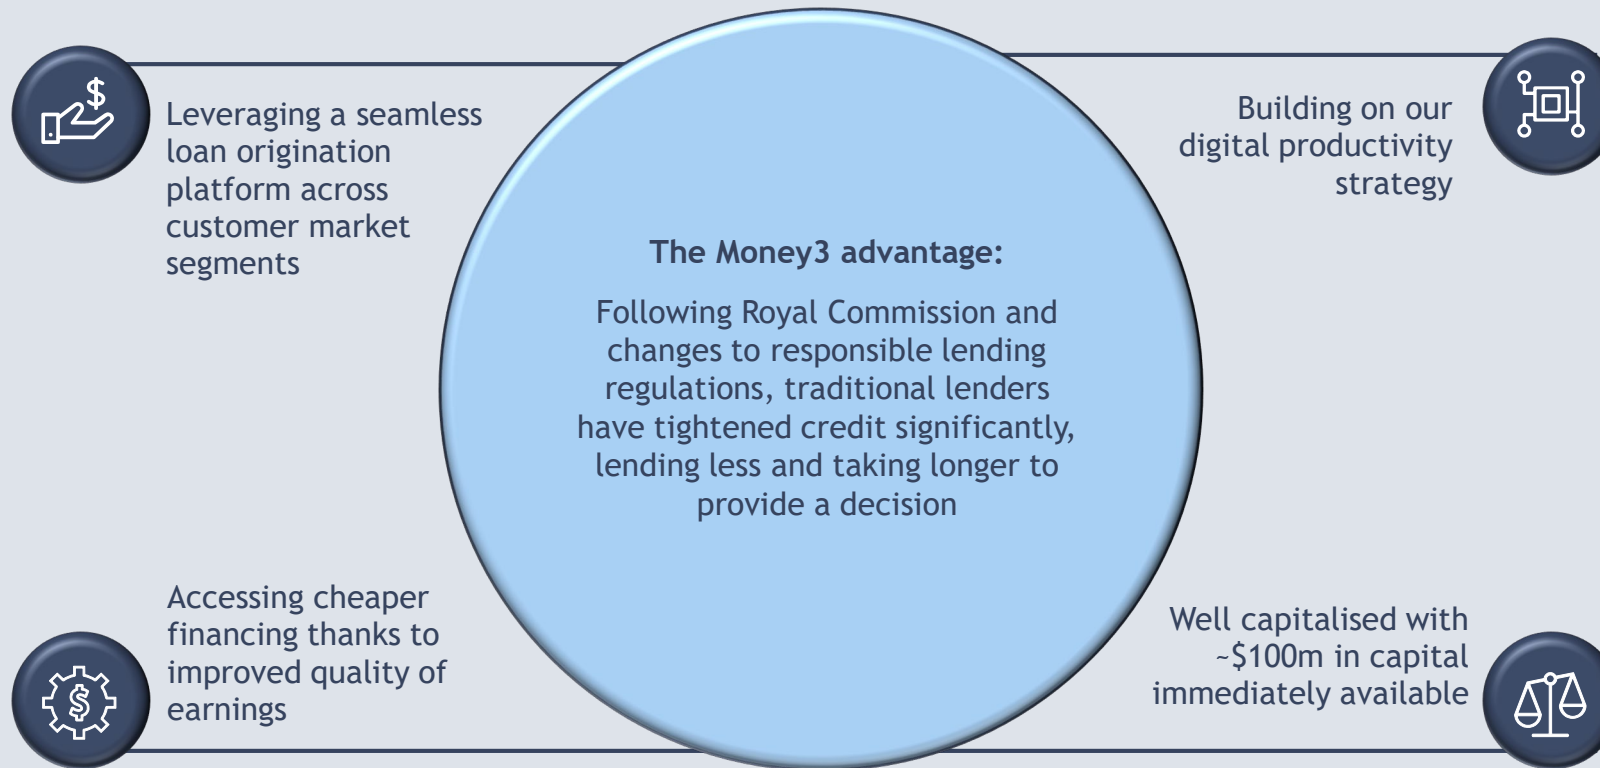 Leveraging a seamless
loan origination
platform across
customer market
segments
Building on our
digital productivity
strategy
The Money3 advantage:
Following Royal Commission and
changes to responsible lending
regulations, traditional lenders
have tightened credit significantly,
lending less and taking longer to
provide a decision
Accessing cheaper
financing thanks to
improved quality of
earnings
Well capitalised with
~$100m in capital
immediately available